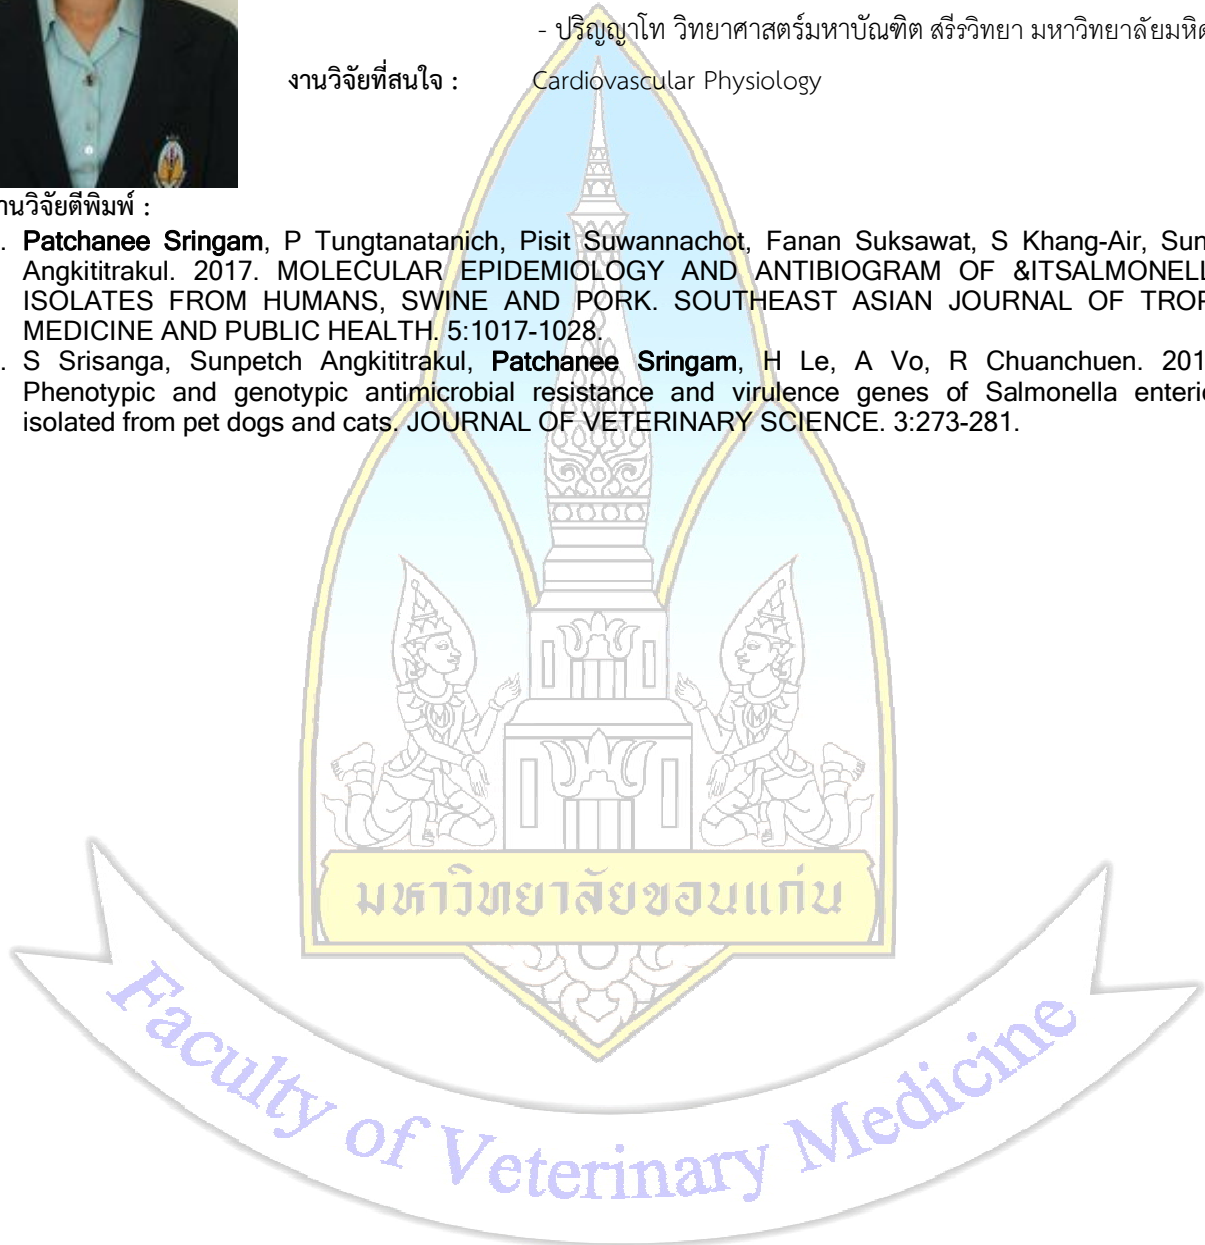 - ปริญญาโท วิทยาศาสตร์มหาบัณฑิต สรีรวิทยา มหาวิทยาลัยมหิด
งานวิจัยที่สนใจ : Cardiovascular Physiology
านวิจัยตีพิมพ์ :
. Patchanee Sringam, P Tungtanatanich, Pisit Suwannachot, Fanan Suksawat, S Khang-Air, Sun
Angkititrakul. 2017. MOLECULAR EPIDEMIOLOGY AND ANTIBIOGRAM OF &ITSALMONELL
ISOLATES FROM HUMANS, SWINE AND PORK. SOUTHEAST ASIAN JOURNAL OF TROP
MEDICINE AND PUBLIC HEALTH. 5:1017-1028.
. S Srisanga, Sunpetch Angkititrakul, Patchanee Sringam, H Le, A Vo, R Chuanchuen. 201
Phenotypic and genotypic antimicrobial resistance and virulence genes of Salmonella enteri
isolated from pet dogs and cats. JOURNAL OF VETERINARY SCIENCE. 3:273-281.
มหาวิทยาลัยขอนแก่น
Faculty of Veterinary Medicine